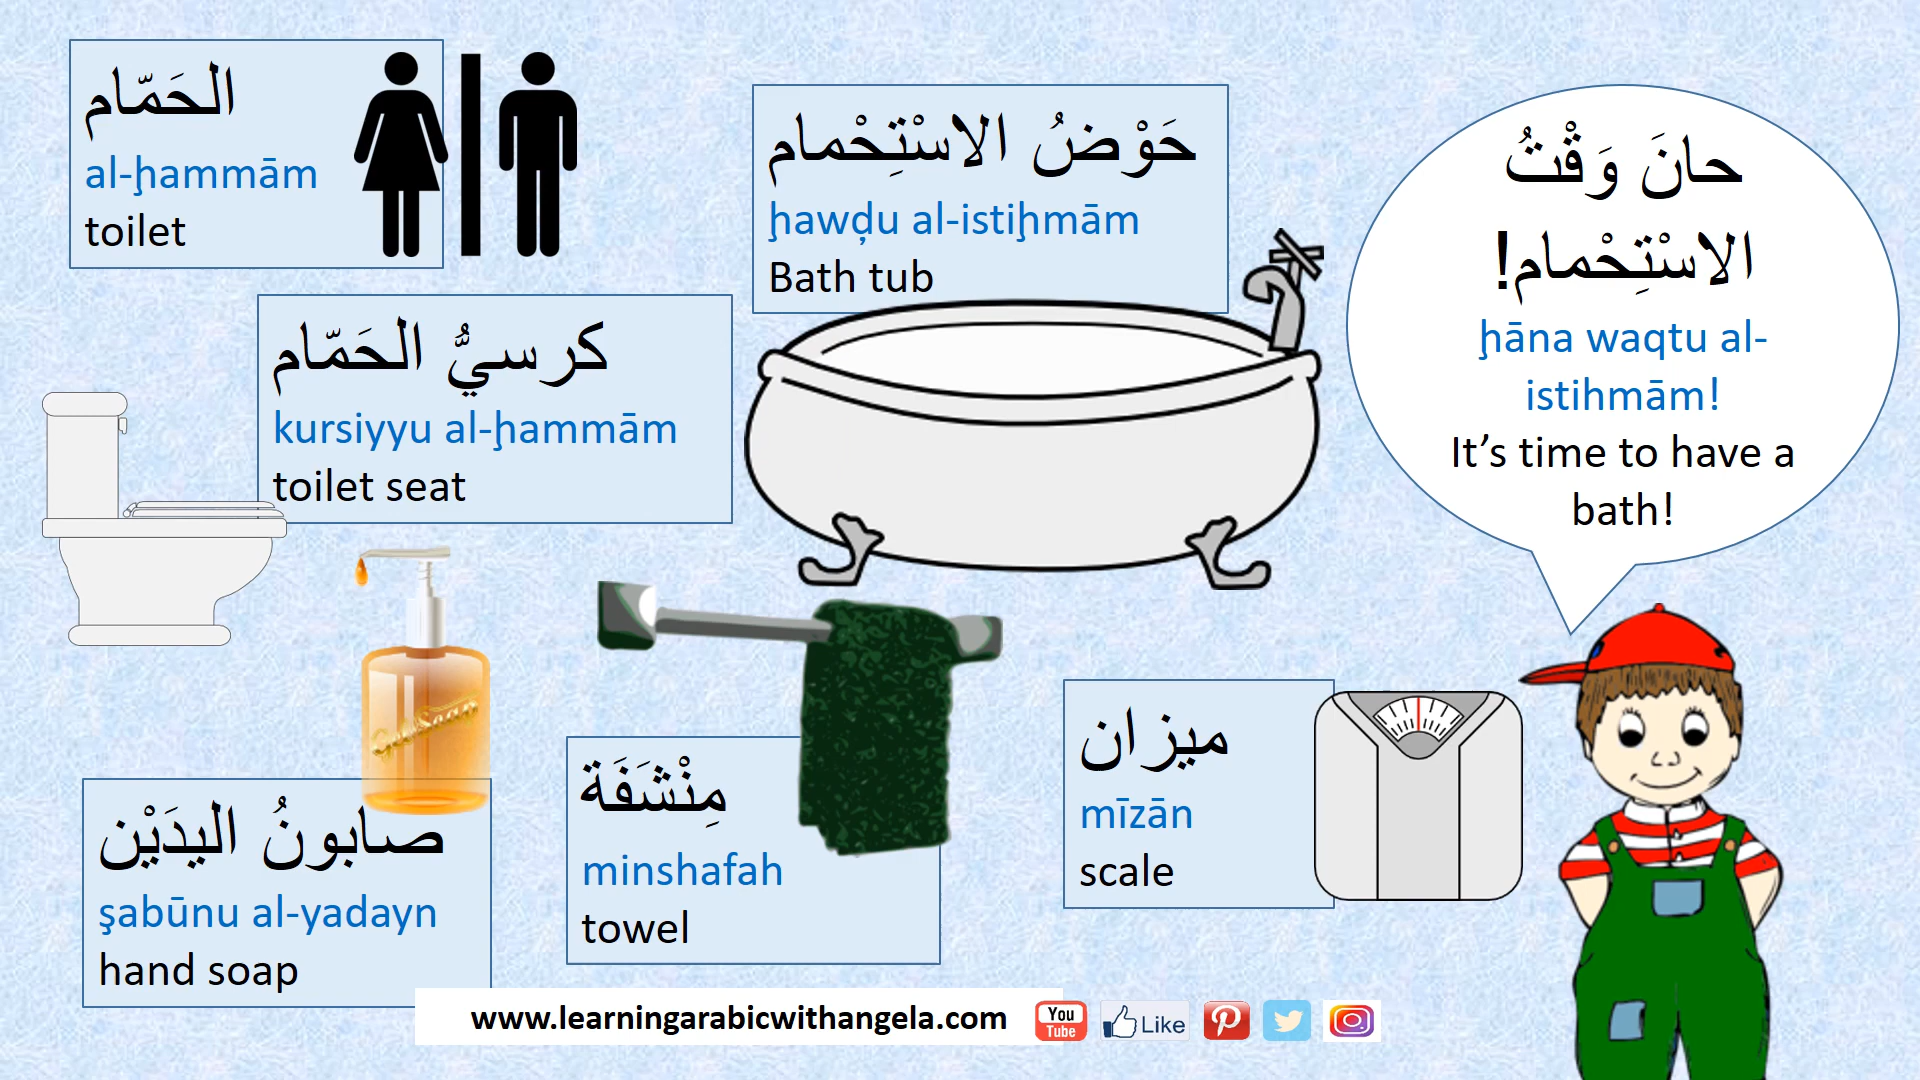 الحَمّام
al-ḩammām
toilet
حَوْضُ الاسْتِحْمام
ḩawḍu al-istiḩmām
Bath tub
حانَ وَقْتُ
الاسْتِحْمام!
ḩāna waqtu al-
istihmām!
It's time to have a
bath!
كرسيُّ الحَمّام
kursiyyu al-ḩammām
toilet seat
Gel Soap
صابونُ اليدَيْن
şabūnu al-yadayn
hand soap
مِنْشَفَة
minshafah
towel
ميزان
mīzān
scale
www.learningarabicwithangela.com
You
Tube
Like